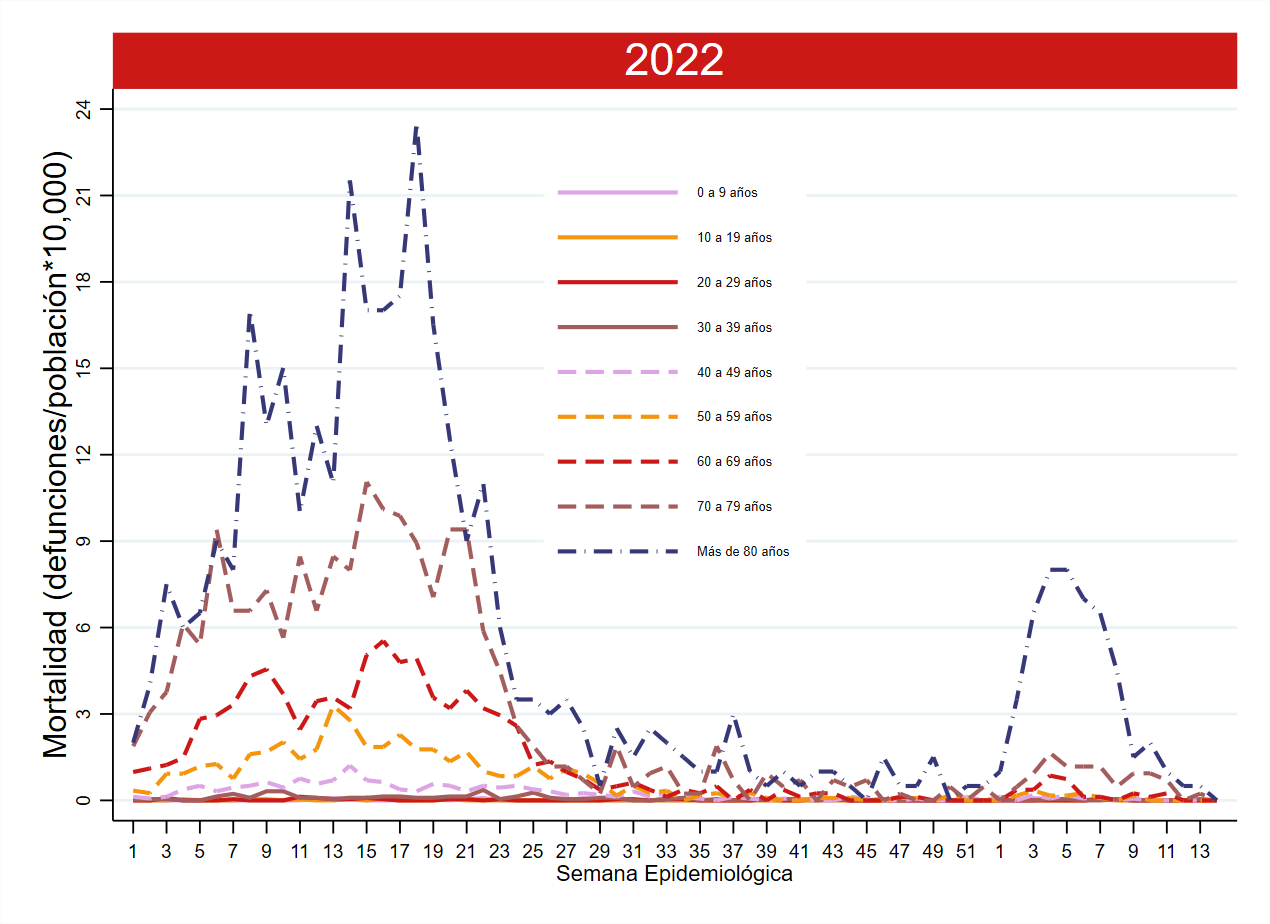 2022
Mortalidad (defunciones/población*10,000)
24
21
18
15
12
9
6
3
0
0 a 9 años
10 a 19 años
20 a 29 años
30 a 39 años
40 a 49 años
50 a 59 años
60 a 69 años
70 a 79 años
Más de 80 años
1 3 5 7 9 11 13 15 17 19 21 23 25 27 29 31 33 35 37 39 41 43 45 47 49 51 1 3 5 7 9 11 13
Semana Epidemiológica